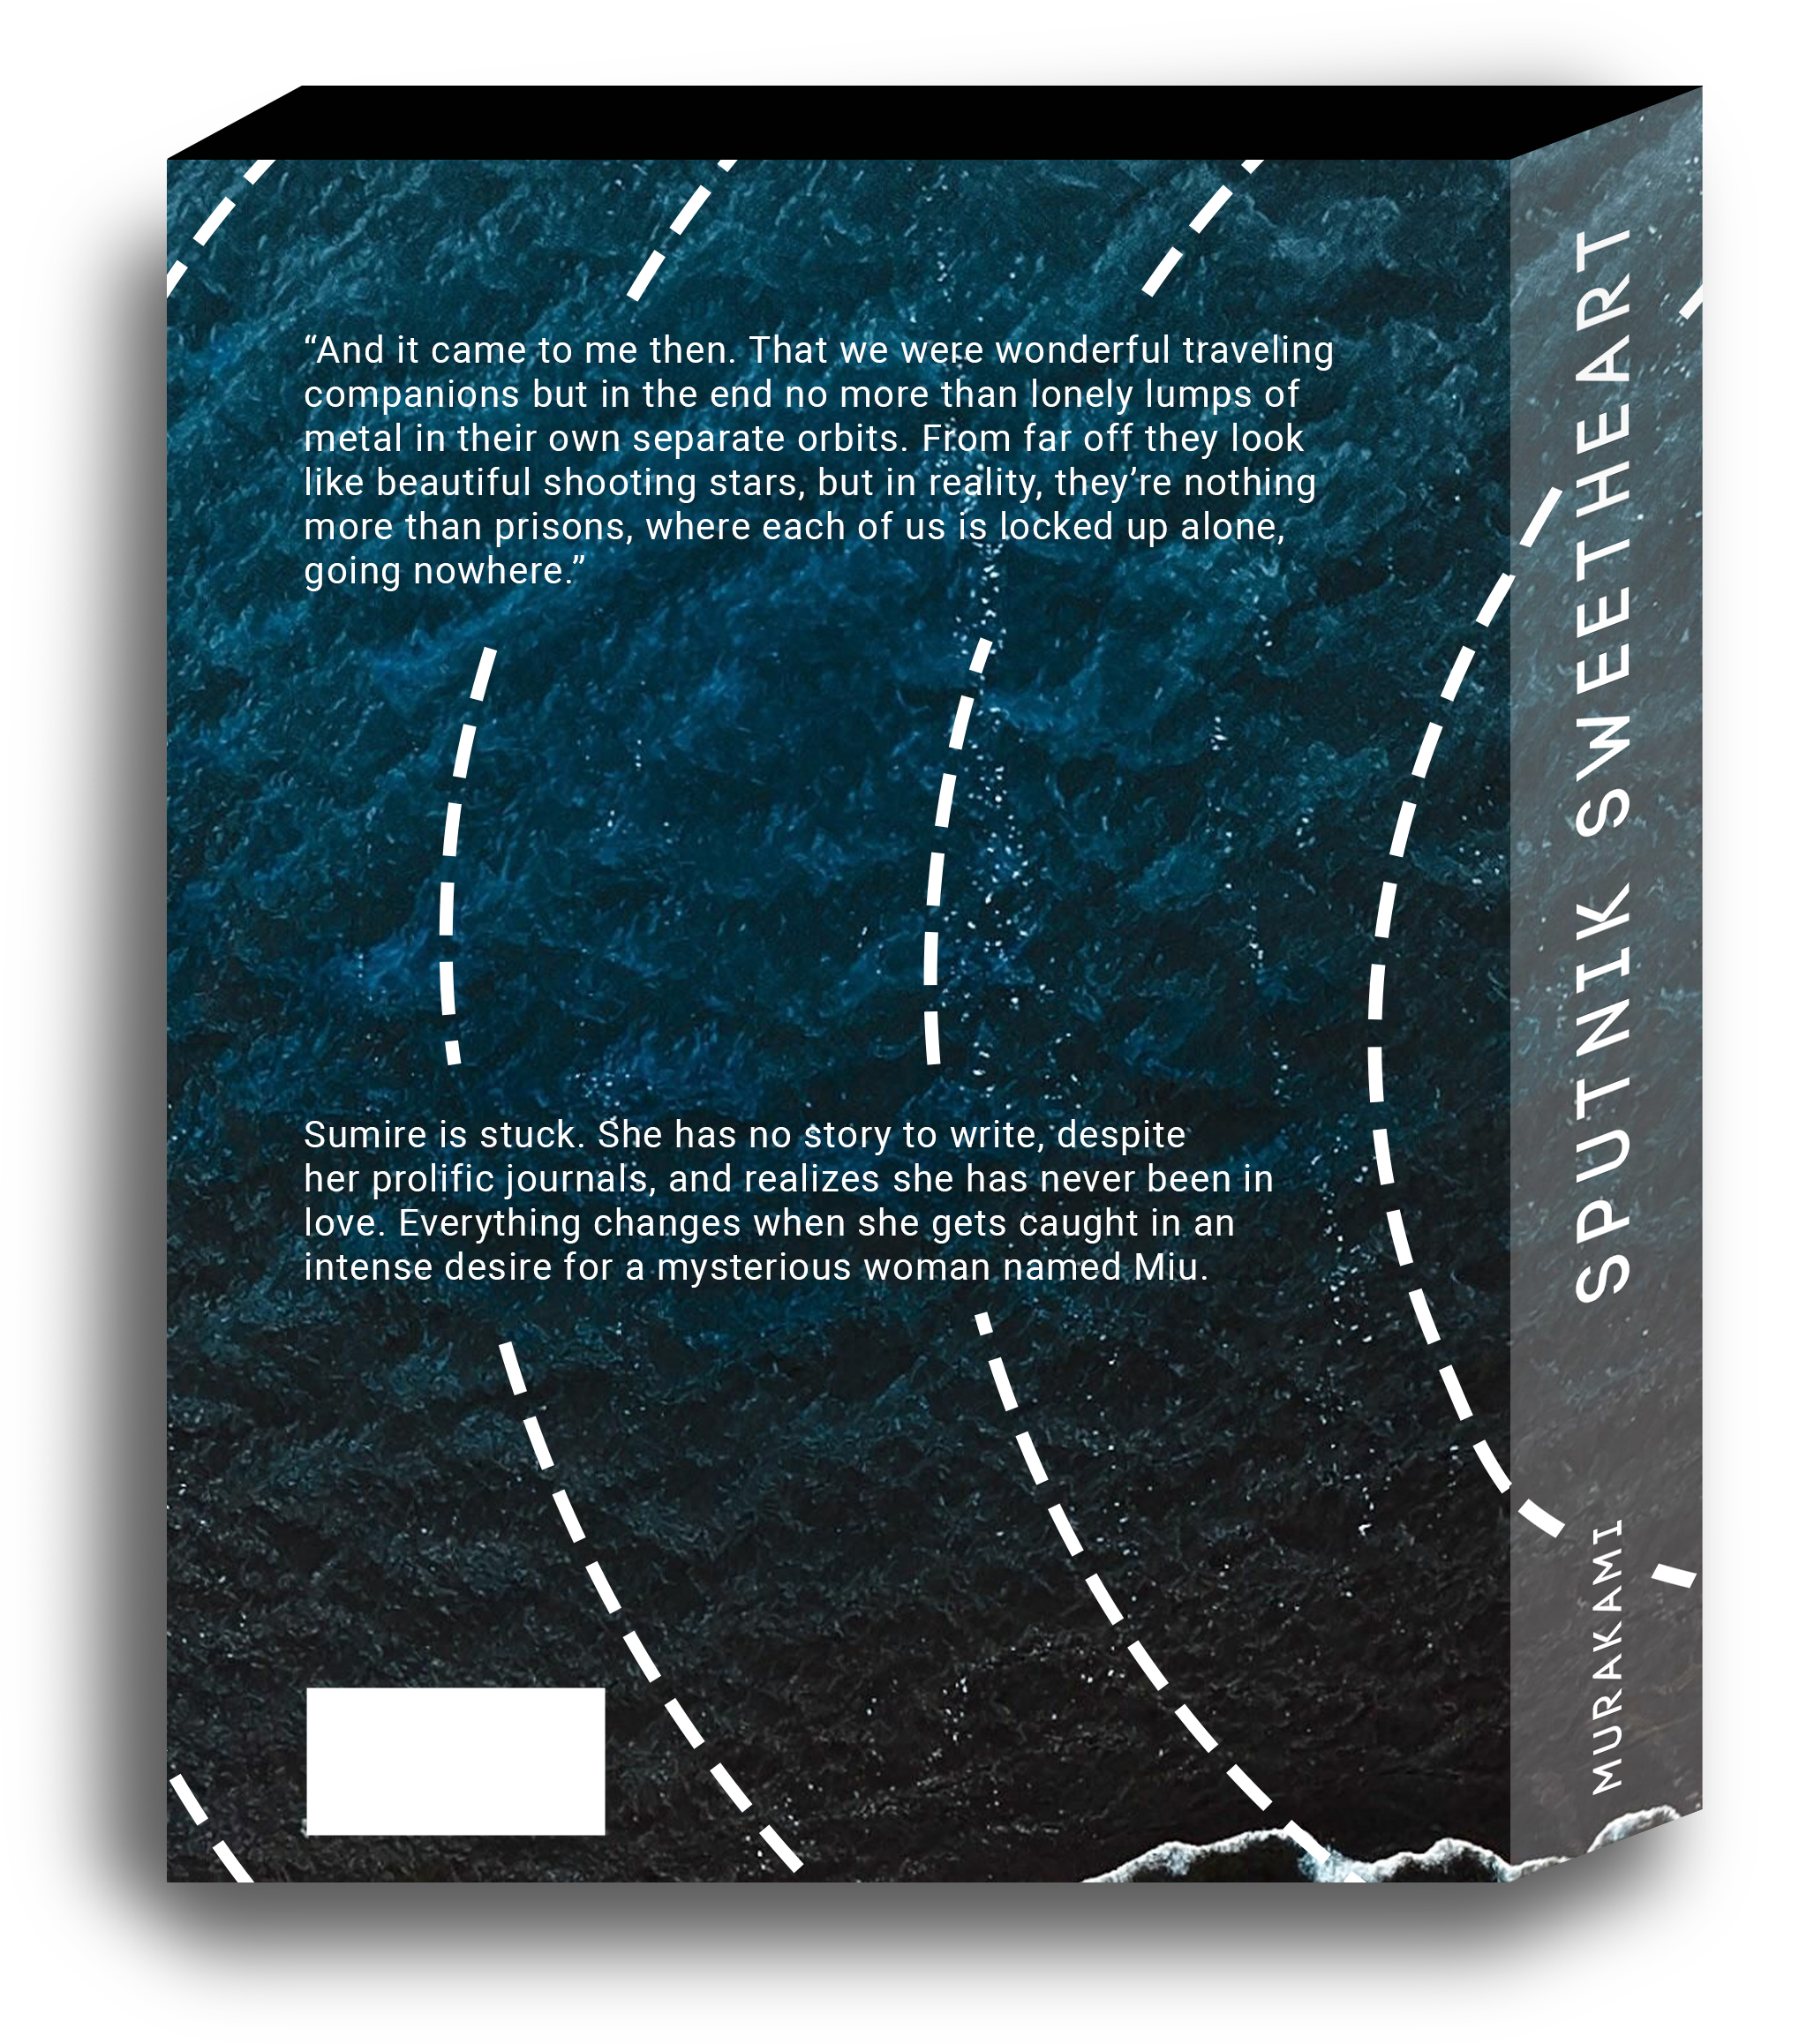 “And it came to me then. That we were wonderful traveling
companions but in the end no more than lonely lumps of
metal in their own separate orbits. From far off they look
like beautiful shooting stars, but in reality, they’re nothing
more than prisons, where each of us is locked up alone,
going nowhere.”
Sumire is stuck. She has no story to write, despite
her prolific journals, and realizes she has never been in
love. Everything changes when she gets caught in an
intense desire for a mysterious woman named Miu.
SPUTNIK SWEETHEART
MURAKAMI